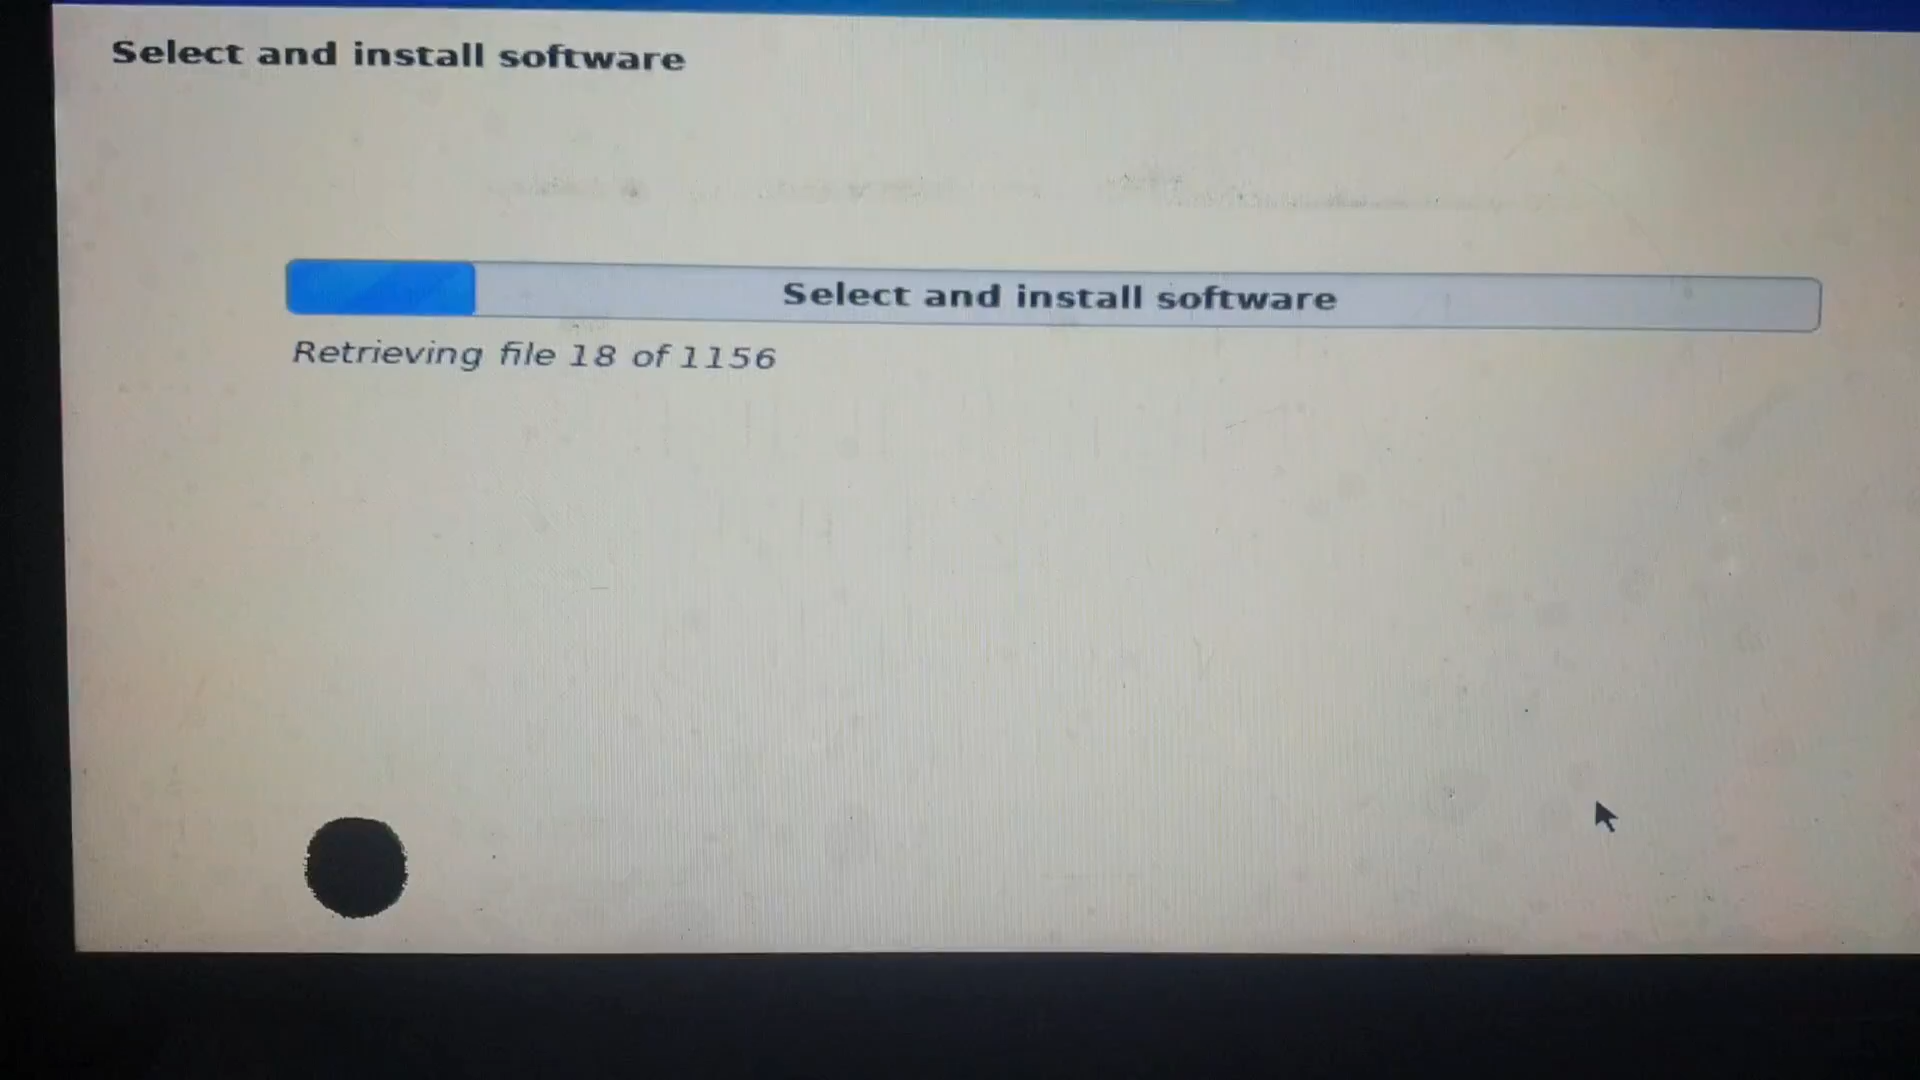 Select and install software
Select and install software
Retrieving file 18 of 1156